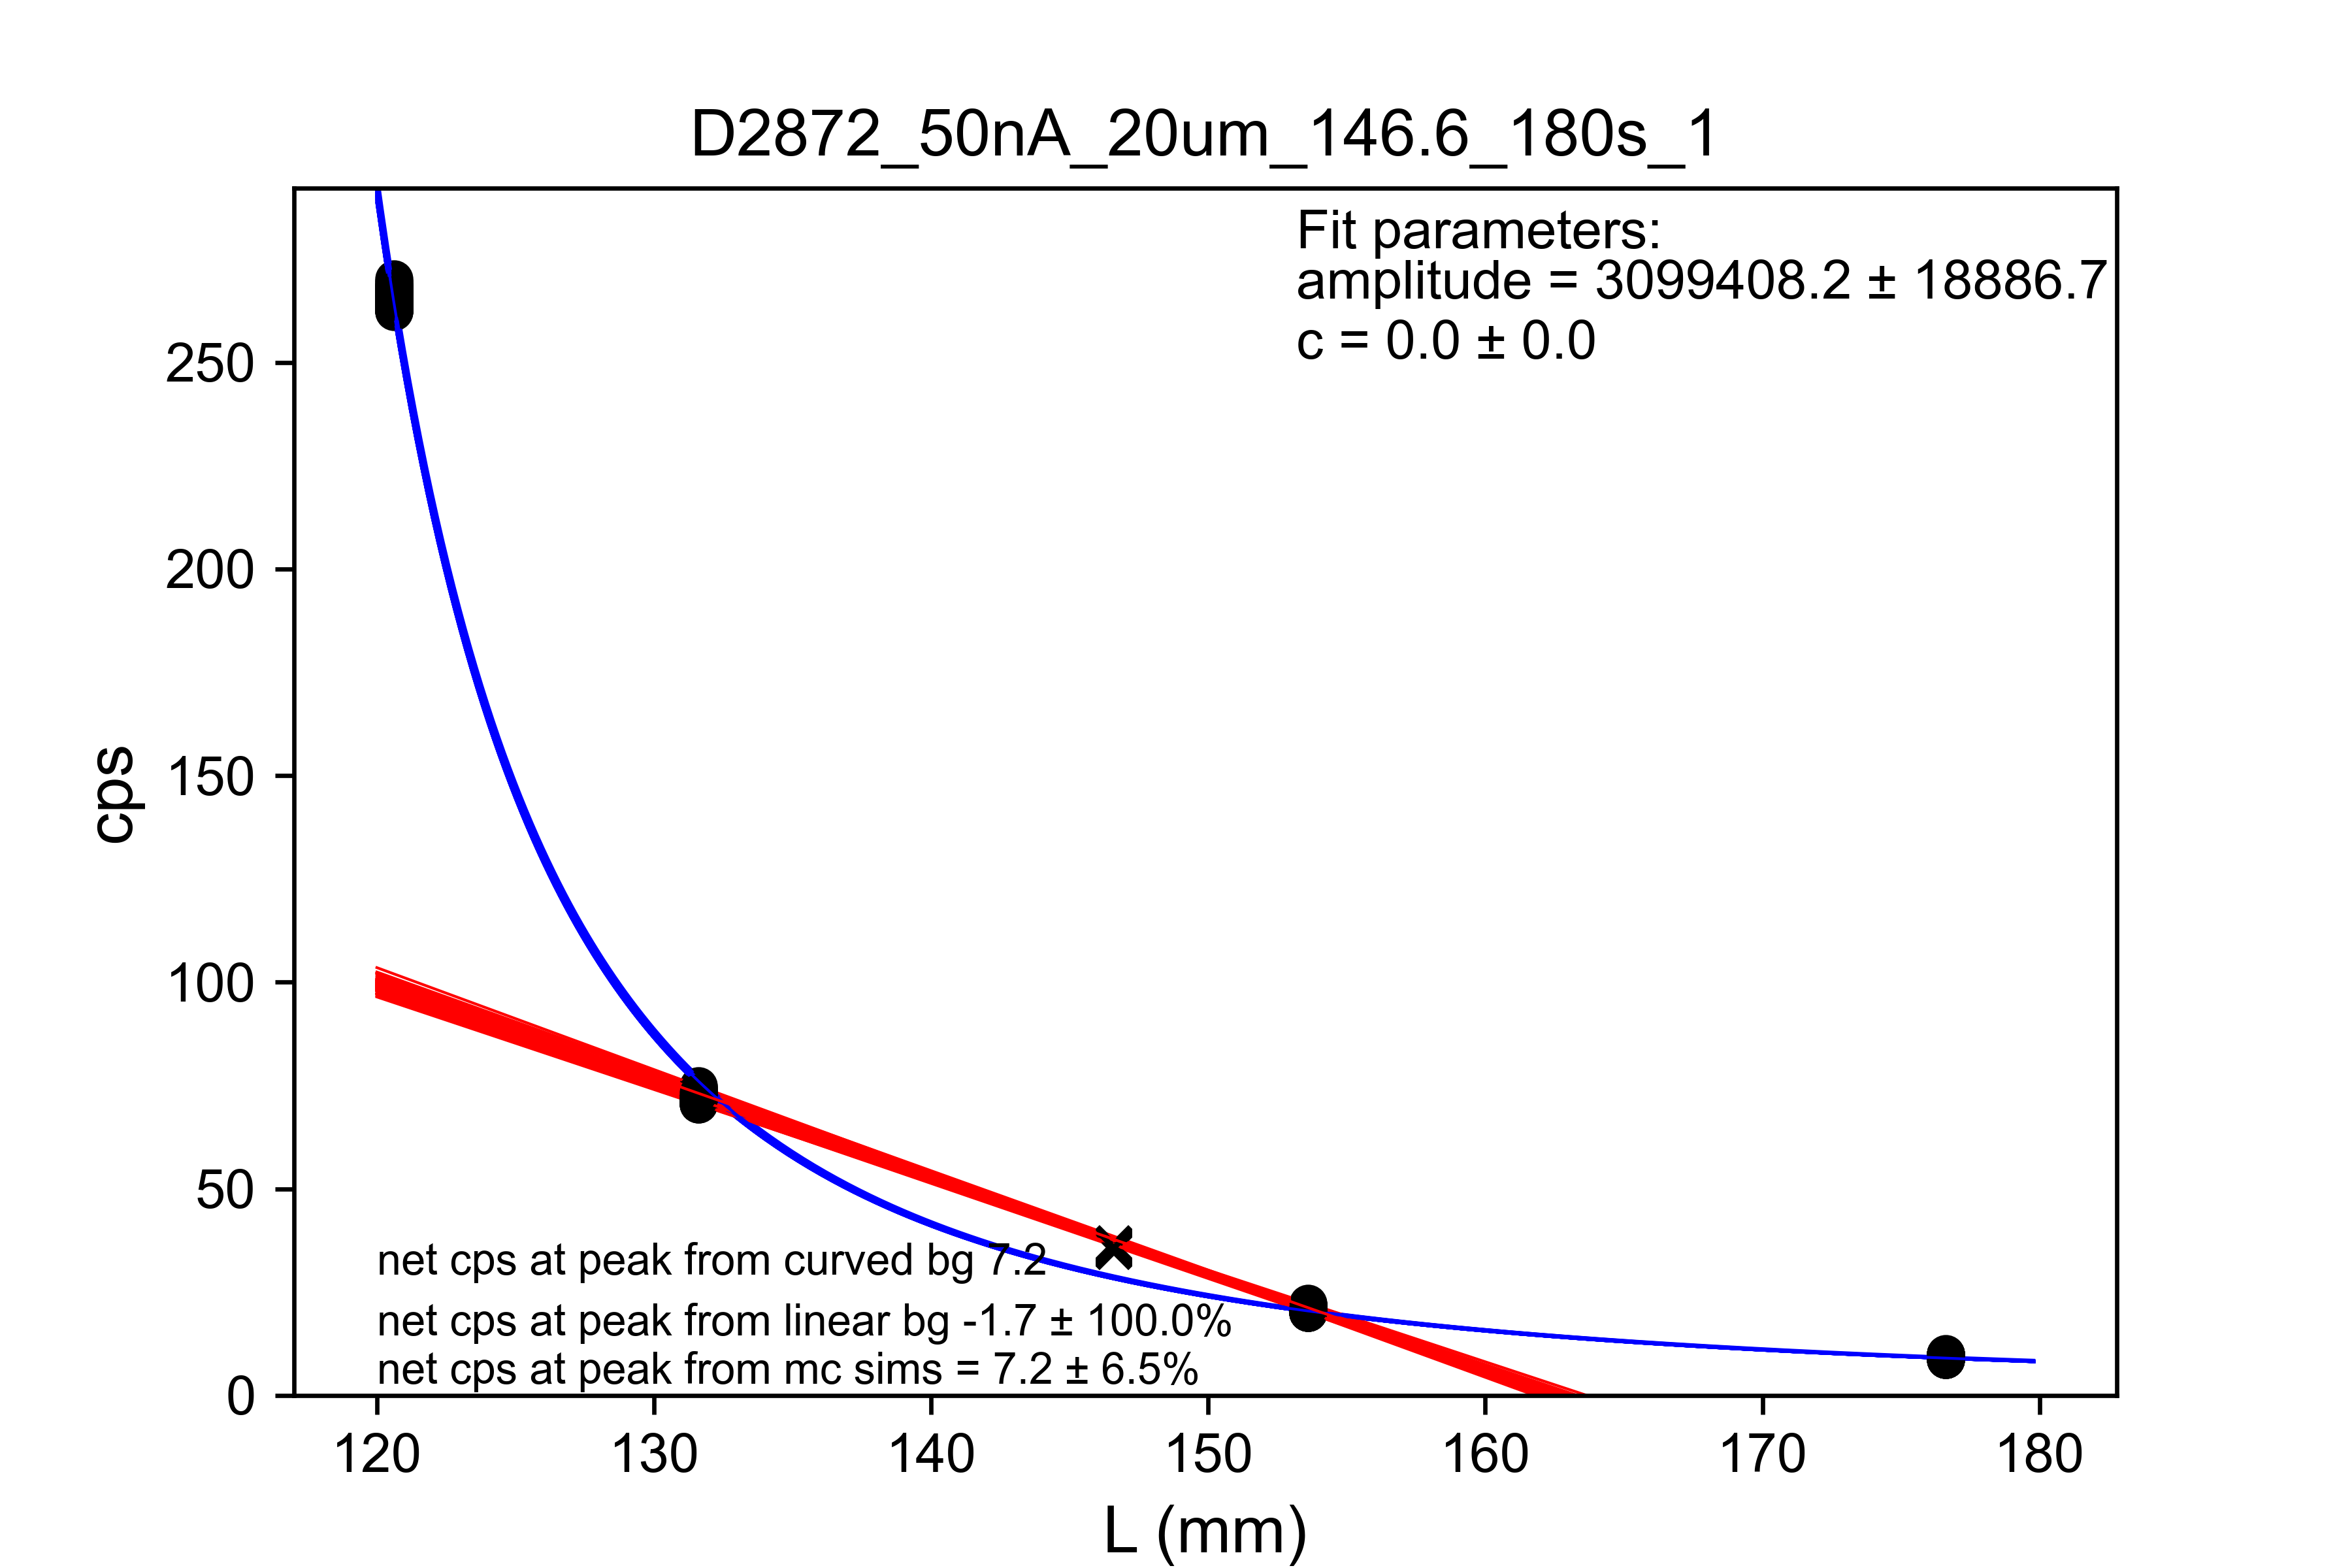 D2872_50nA_20um_146.6_180s_1
Fit parameters:
amplitude = 3099408.2 ± 18886.7
c = 0.0 ± 0.0
250
200
150
100
50
0
cps
net cps at peak from curved bg 7.2
net cps at peak from linear bg -1.7 ± 100.0%
net cps at peak from mc sims = 7.2 ± 6.5%
120 130 140 150 160 170 180
L (mm)